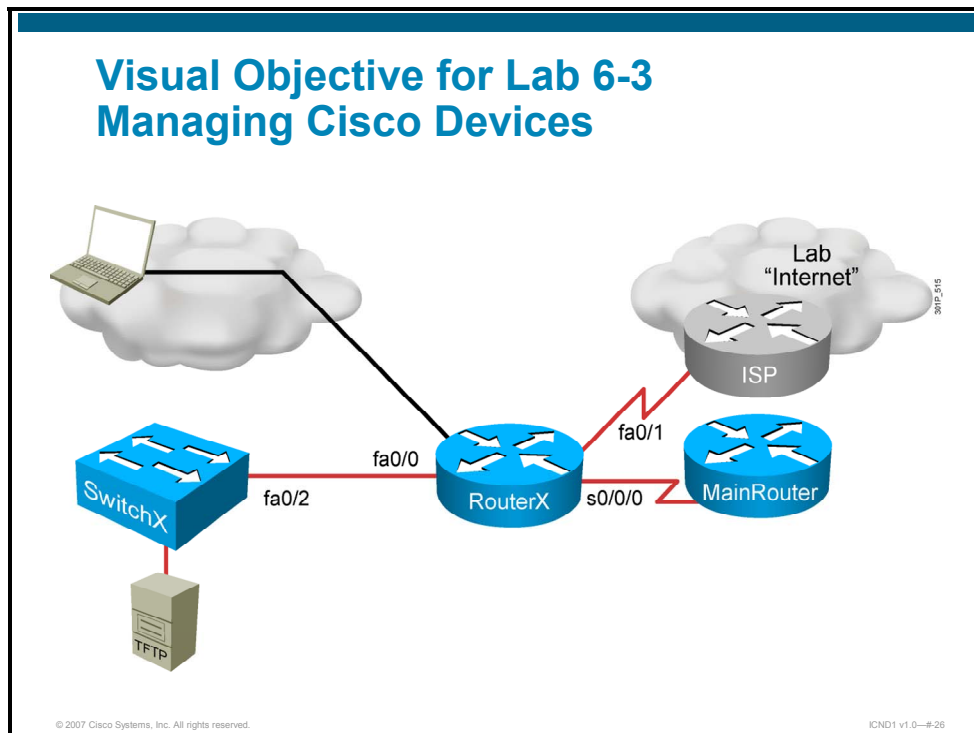 Visual Objective for Lab 6-3
Managing Cisco Devices
Lab
“Internet”
301P_515
ISP
fa0/1
fa0/0
SwitchX
fa0/2
RouterX
s0/0/0
MainRouter
TFTP
© 2007 Cisco Systems, Inc. All rights reserved.
ICND1 v1.0—#-26